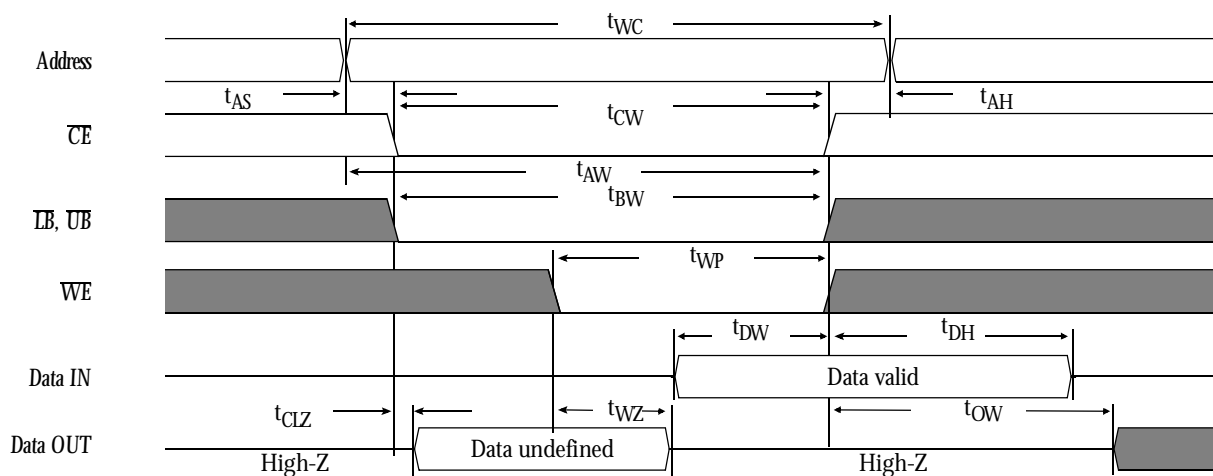 tWC
Address
tAS
tCW
tAH
CE
tAW
tBW
LB, UB
tWP
WE
tDW
tDH
Data IN
Data valid
tCLZ
tWZ
tOW
Data OUT
Data undefined
High-Z
High-Z